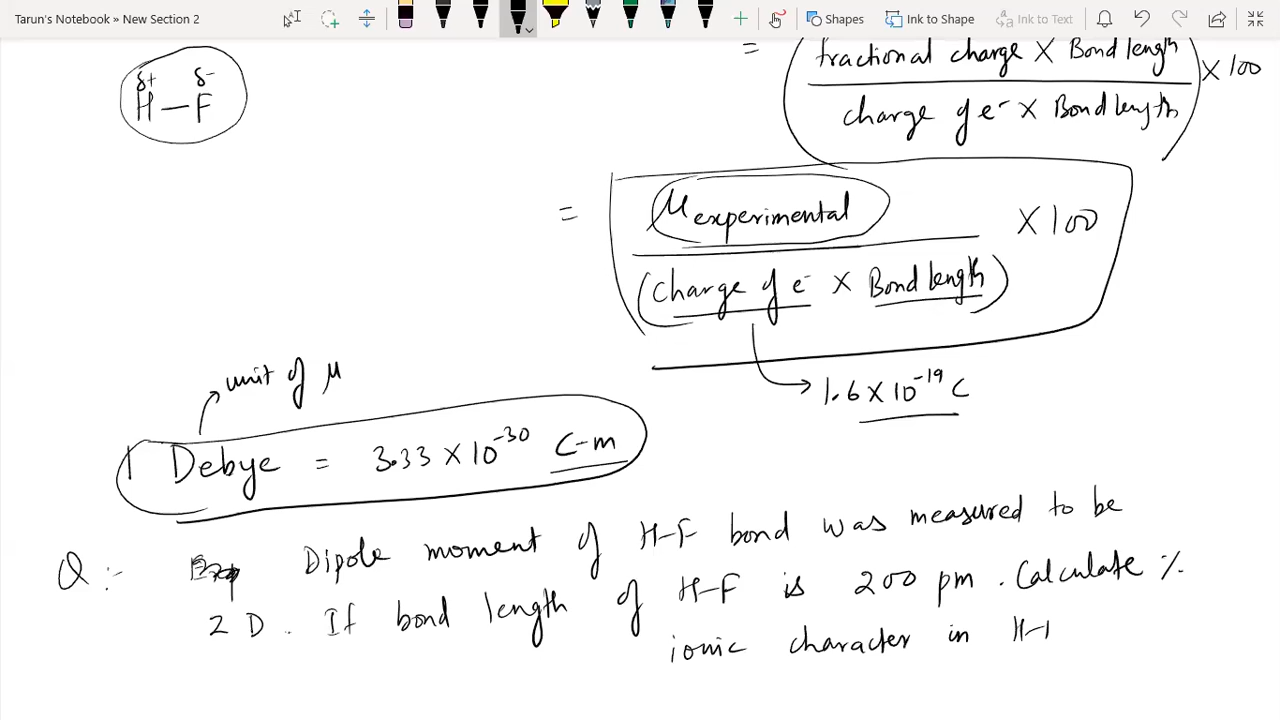 Tarun's Notebook » New Section 2
Shapes
Ink to Shape
Ink to Text
δ+ δ-
H—F
= fractional charge X Bond length X 100
charge of e- X Bond length
= μ experimental X 100
(charge of e- X Bond length)
1.6 X 10^-19 C
unit of μ
1 Debye = 3.33 X 10^-30 C-m
Q:- Dipole moment of H-F bond was measured to be
2 D. If bond length of H-F is 200 pm. Calculate %
ionic character in H-